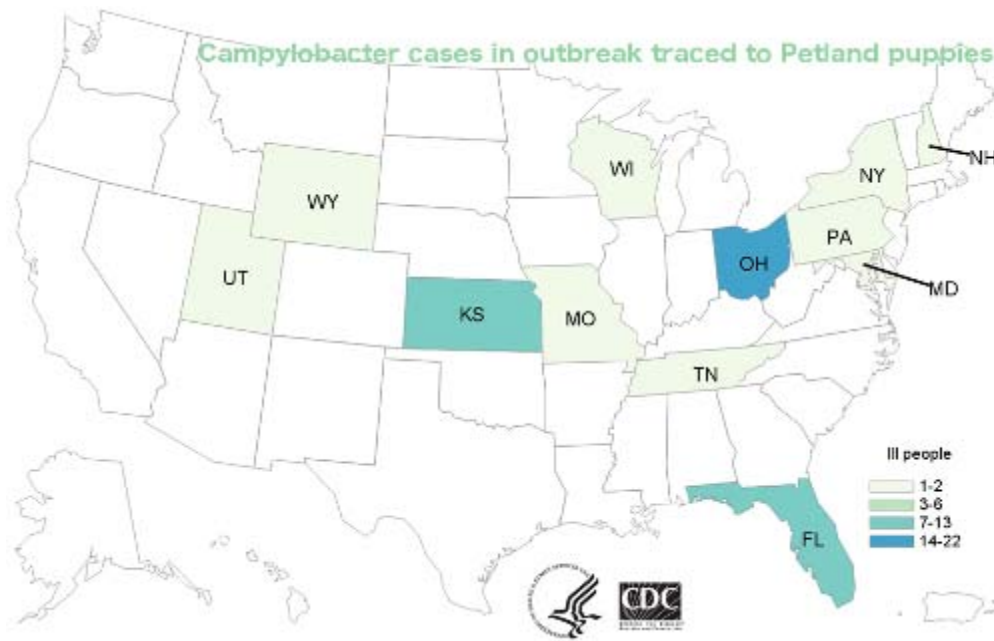 Campylobacter cases in outbreak traced to Petland puppies
NH
WI
NY
WY
PA
OH
UT
MD
KS
MO
TN
Ill people
1-2
3-6
7-13
14-22
FL
CDC